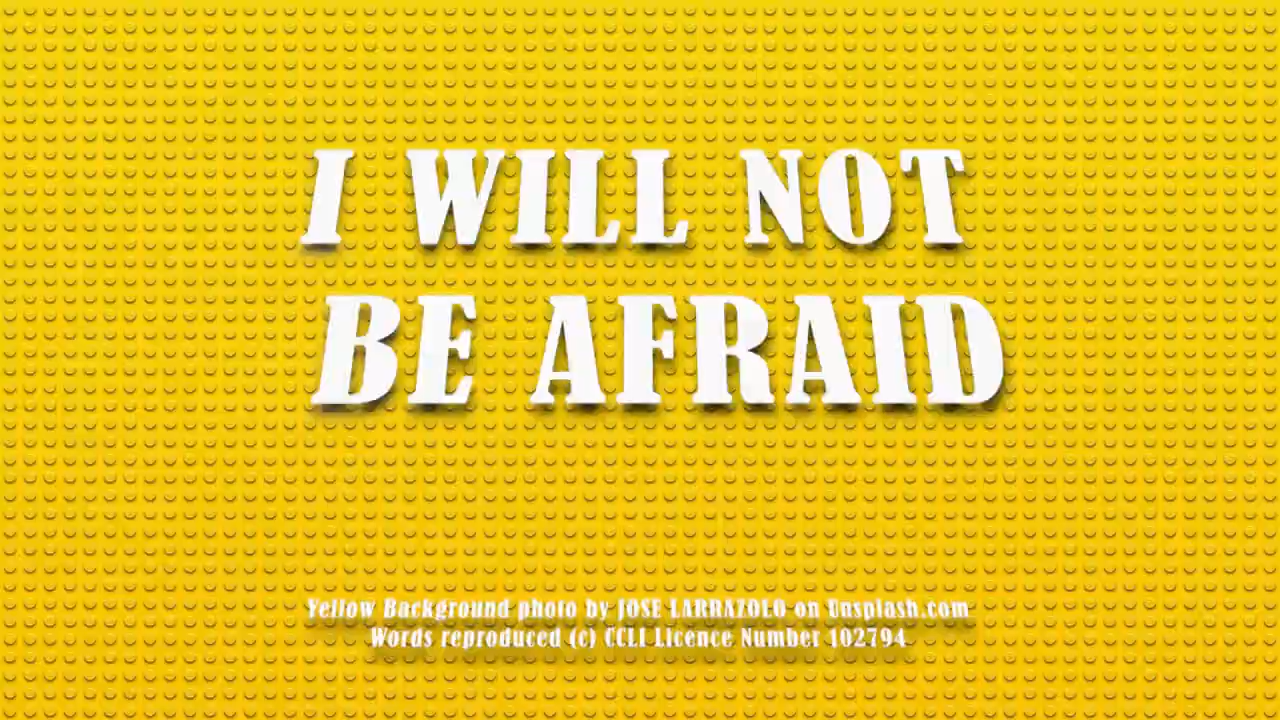 I WILL NOT
BE AFRAID
Yellow Background photo by JOSE LARRAZOLO on Unsplash.com
Words reproduced (c) CCLI Licence Number 102794